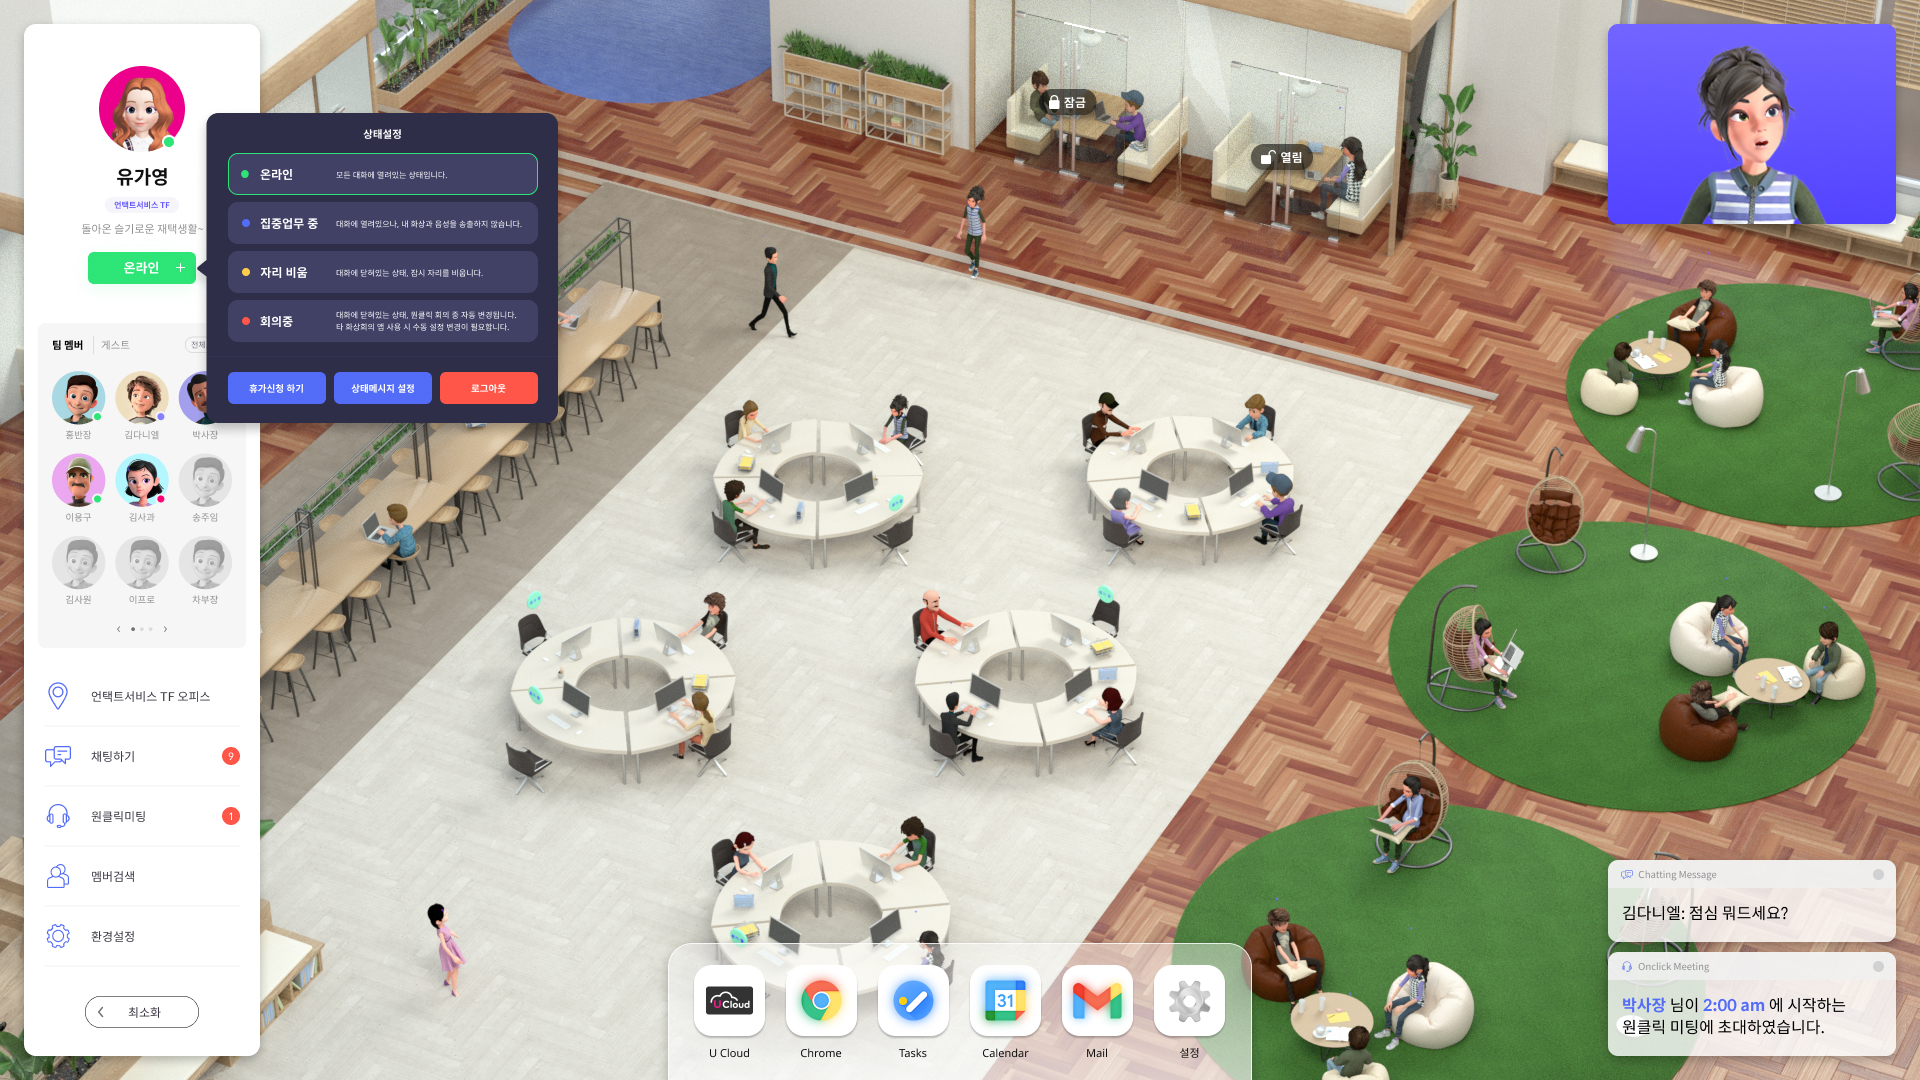 유가영
언택트서비스 TF
돌아온 슬기로운 재택생활~
온라인 +
팀 멤버
게스트
전체
홍반장
김다니엘
박사장
이용구
김사과
송주임
김사원
이프로
차부장
언택트서비스 TF 오피스
채팅하기 9
원클릭미팅 1
멤버검색
환경설정
최소화
상태설정
온라인 모든 대화에 열려있는 상태입니다.
집중업무 중 대화에 열려있으나, 내 화상과 음성을 송출하지 않습니다.
자리 비움 대화에 닫혀있는 상태, 잠시 자리를 비웁니다.
회의중 대화에 닫혀있는 상태, 원클릭 회의 중 자동 변경됩니다.
타 화상회의 앱 사용 시 수동 설정 변경이 필요합니다.
휴가신청 하기
상태메시지 설정
로그아웃
잠금
열림
Chatting Message
김다니엘: 점심 뭐드세요?
Onclick Meeting
박사장 님이 2:00 am 에 시작하는
원클릭 미팅에 초대하였습니다.
UCloud
31
U Cloud
Chrome
Tasks
Calendar
Mail
설정